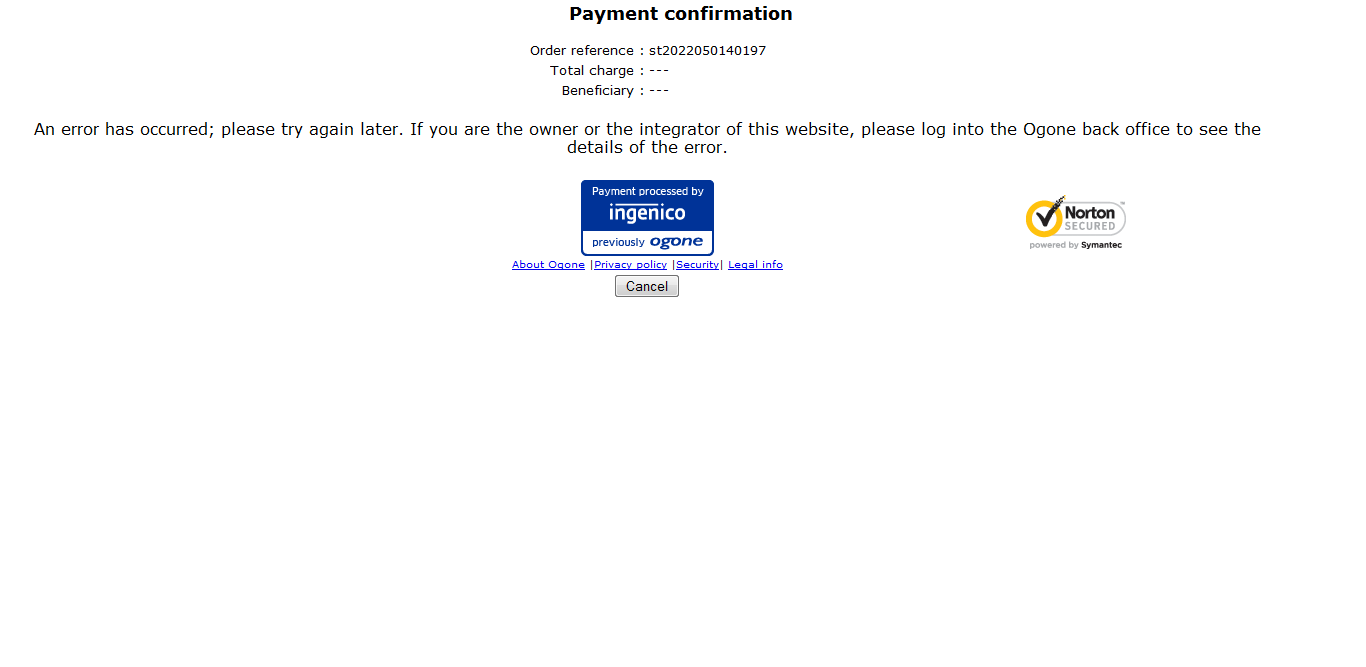 Payment confirmation
Order reference : st2022050140197
Total charge : ---
Beneficiary : ---
An error has occurred; please try again later. If you are the owner or the integrator of this website, please log into the Ogone back office to see the
details of the error.
Payment processed by
ingenico
previously ogone
Norton
SECURED
powered by Symantec
About Ogone |Privacy policy |Security| Legal info
Cancel